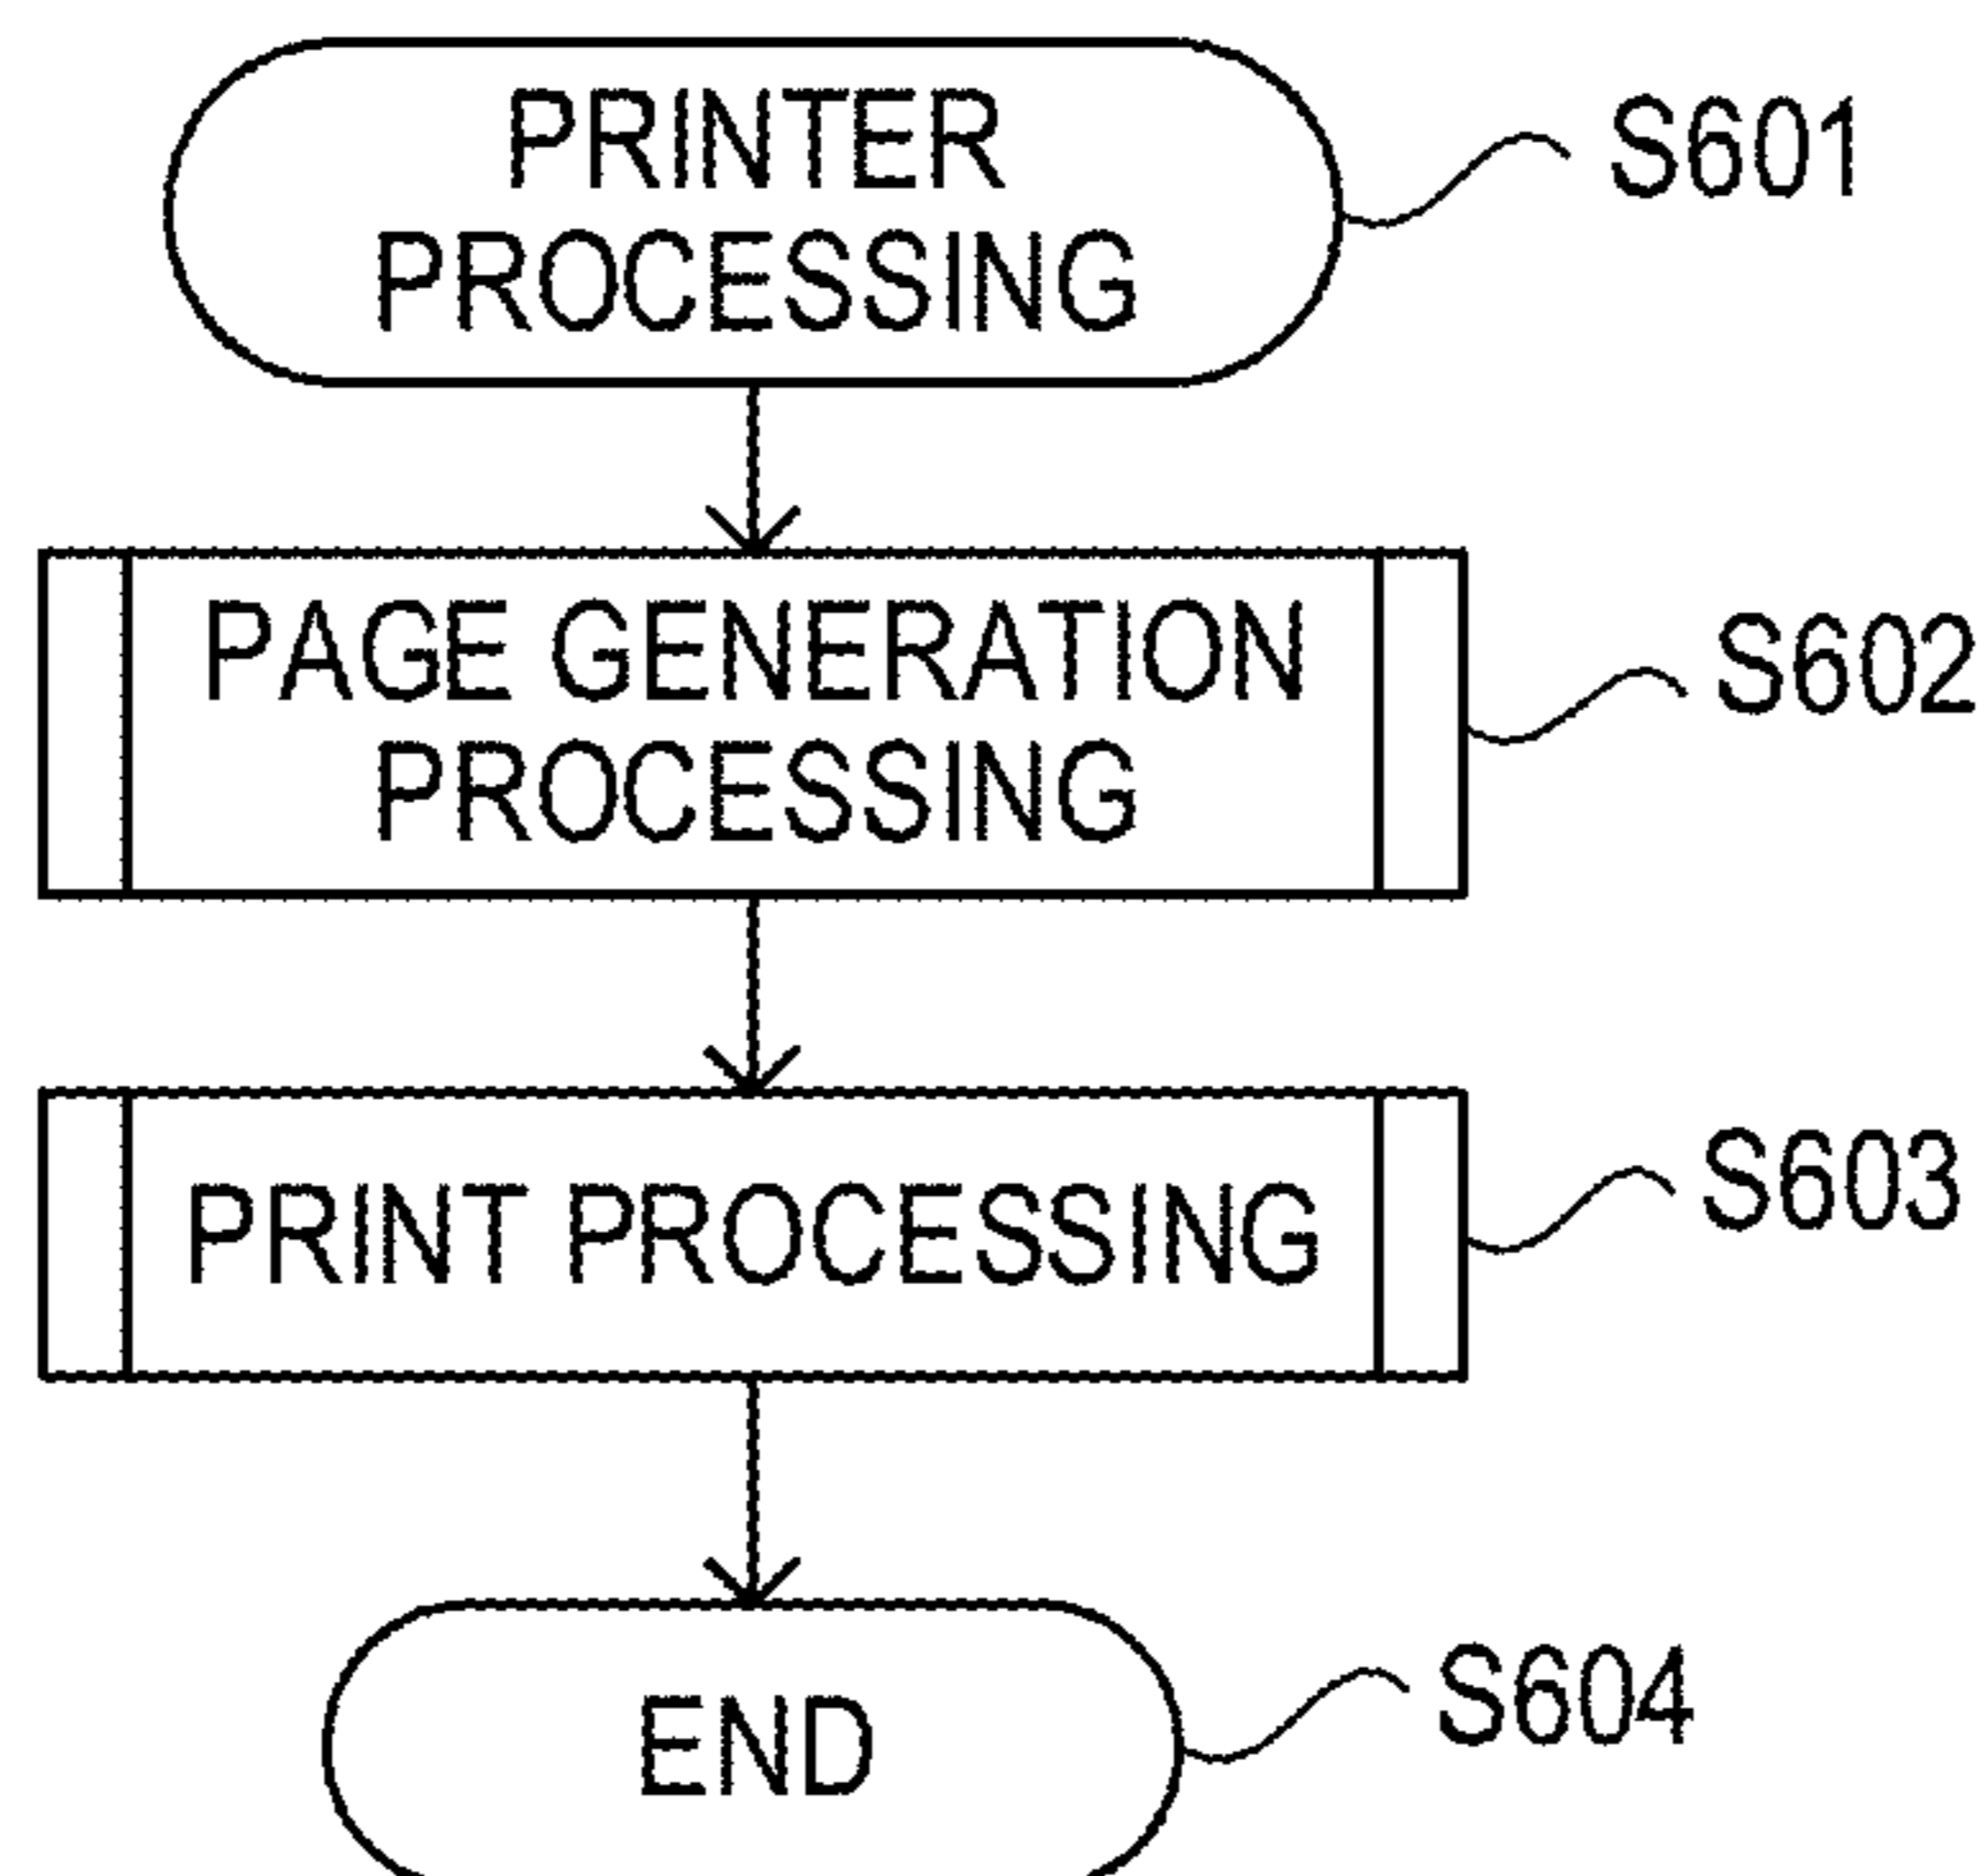 PRINTER
PROCESSING
S601
PAGE GENERATION
PROCESSING
S602
PRINT PROCESSING
S603
END
S604